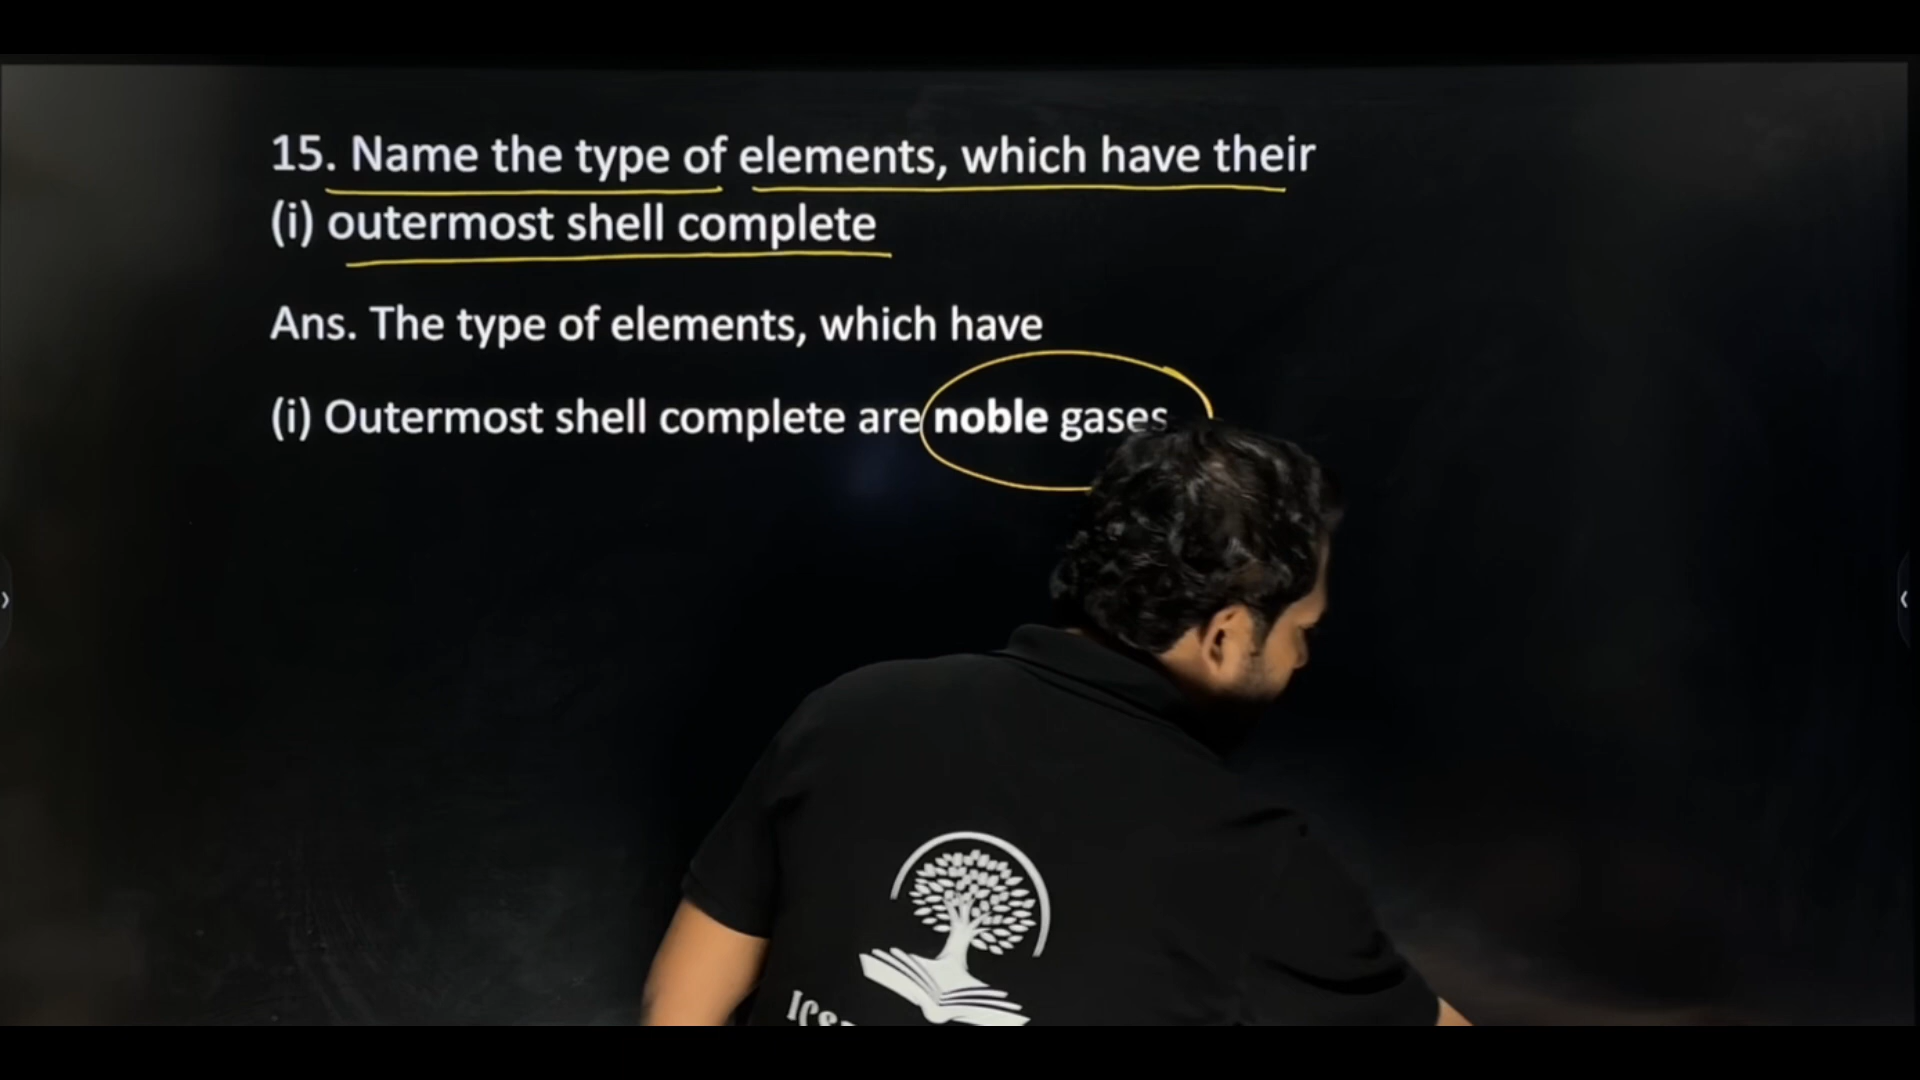 15. Name the type of elements, which have their
(i) outermost shell complete
Ans. The type of elements, which have
(i) Outermost shell complete are noble gases